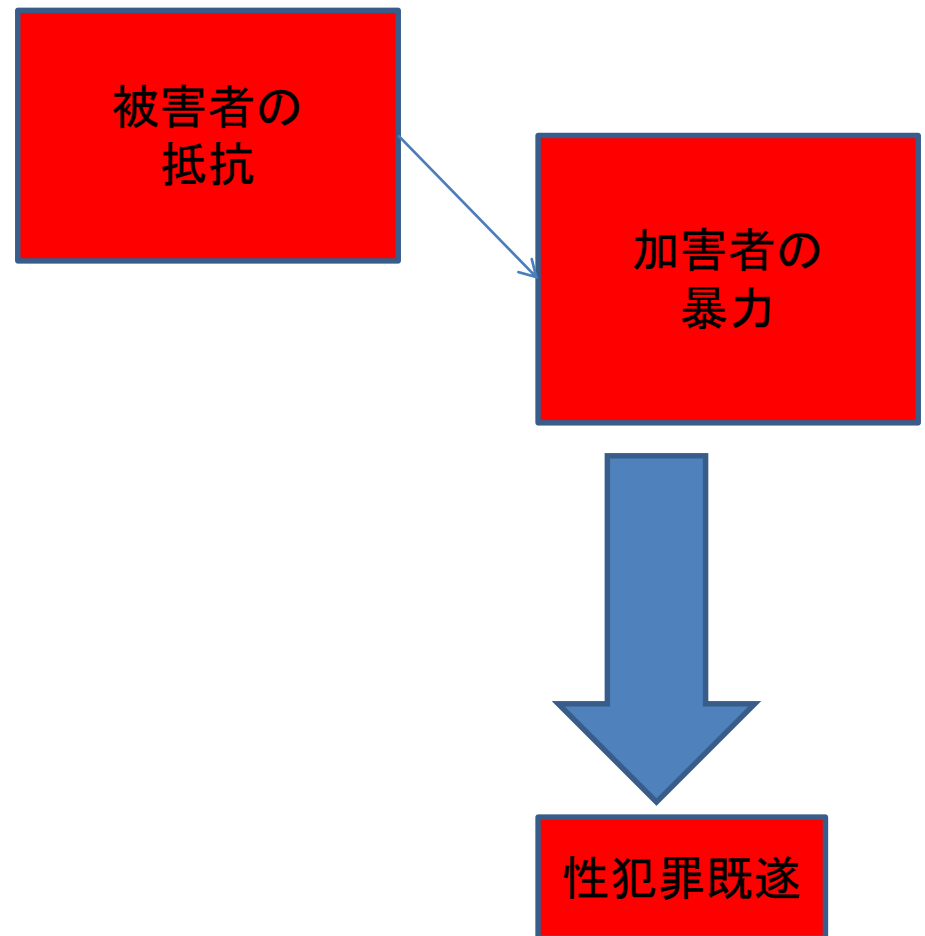 被害者の
抵抗
加害者の
暴力
性犯罪既遂